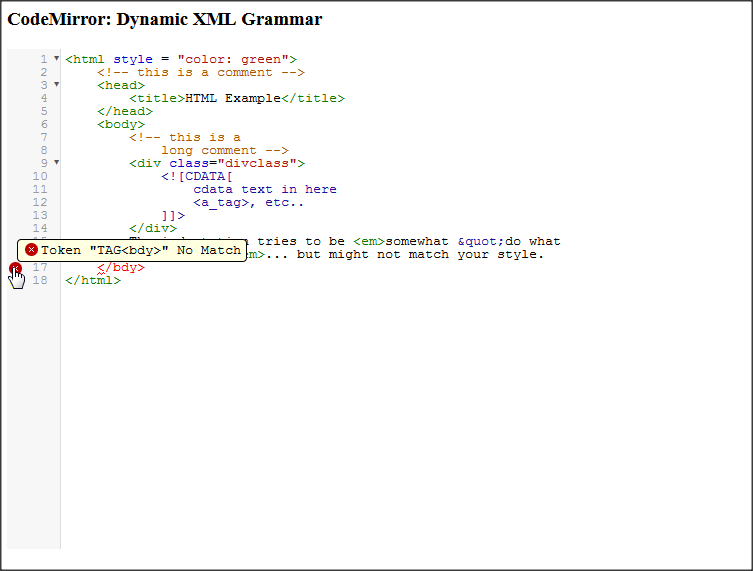 CodeMirror: Dynamic XML Grammar
1 <html style = "color: green">
2 <!-- this is a comment -->
3 <head>
4 <title>HTML Example</title>
5 </head>
6 <body>
7 <!-- this is a
8 long comment -->
9 <div class="divclass">
10 <![CDATA[
11 cdata text in here
12 <a_tag>, etc..
13 ]]>
14 </div>
tries to be <em>somewhat &quot;do what
Token "TAG<bdy>" No Match
... but might not match your style.
17 </bdy>
18 </html>